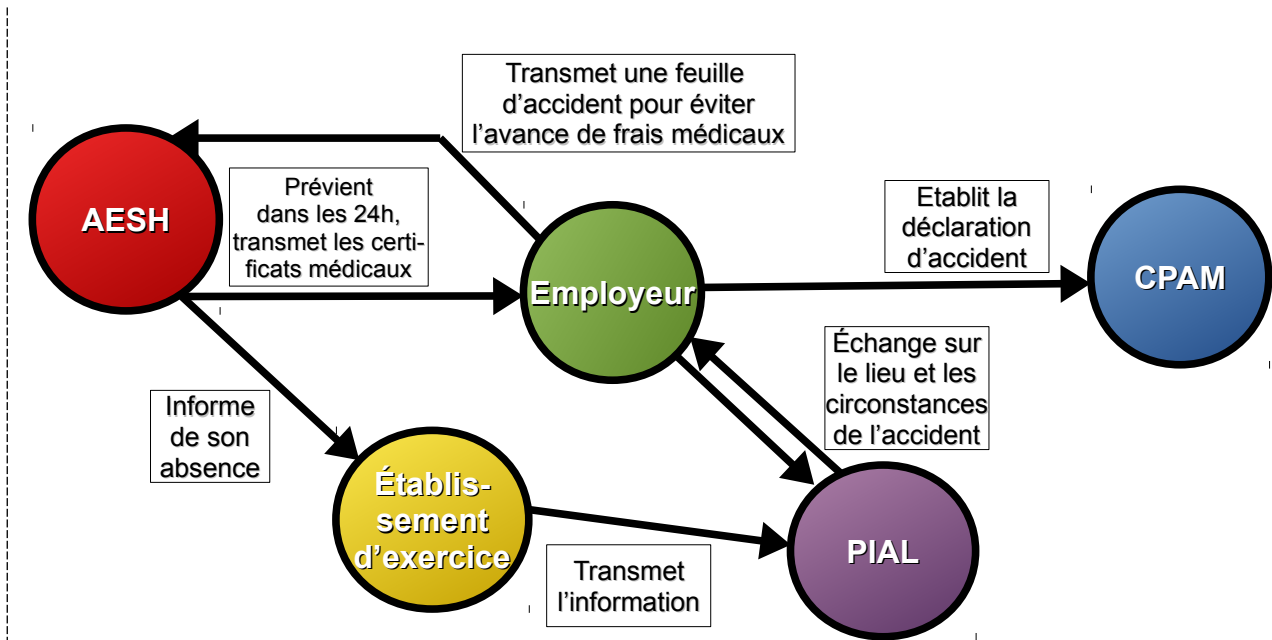 Transmet une feuille
d’accident pour éviter
l’avance de frais médicaux
AESH
Prévient
dans les 24h,
transmet les certi-
ficats médicaux
Employeur
Etablit la
déclaration
d’accident
CPAM
Échange sur
le lieu et les
circonstances
de l’accident
Informe
de son
absence
Établis-
sement
d’exercice
Transmet
l’information
PIAL